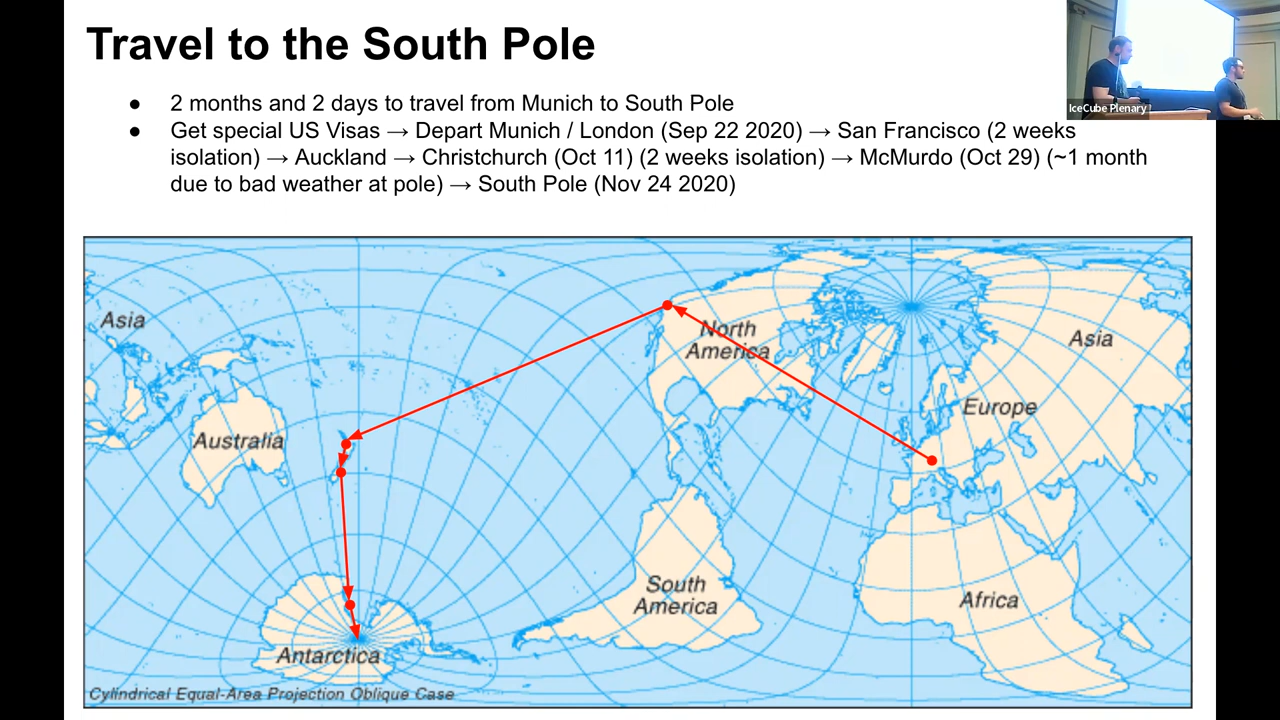 Travel to the South Pole
IceCube Plenary
● 2 months and 2 days to travel from Munich to South Pole
● Get special US Visas → Depart Munich / London (Sep 22 2020) → San Francisco (2 weeks
isolation) → Auckland → Christchurch (Oct 11) (2 weeks isolation) → McMurdo (Oct 29) (~1 month
due to bad weather at pole) → South Pole (Nov 24 2020)
Asia
North
America
Asia
Europe
Australia
South
America
Africa
Antarctica
Cylindrical Equal-Area Projection Oblique Case